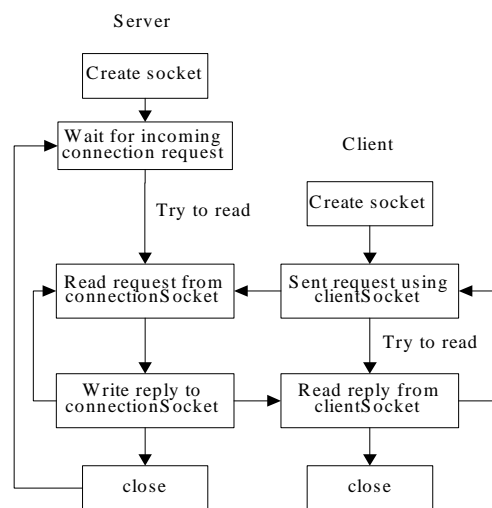 Server
Create socket
Wait for incoming
connection request
Client
Try to read
Create socket
Read request from
connectionSocket
Sent request using
clientSocket
Try to read
Write reply to
connectionSocket
Read reply from
clientSocket
close
close